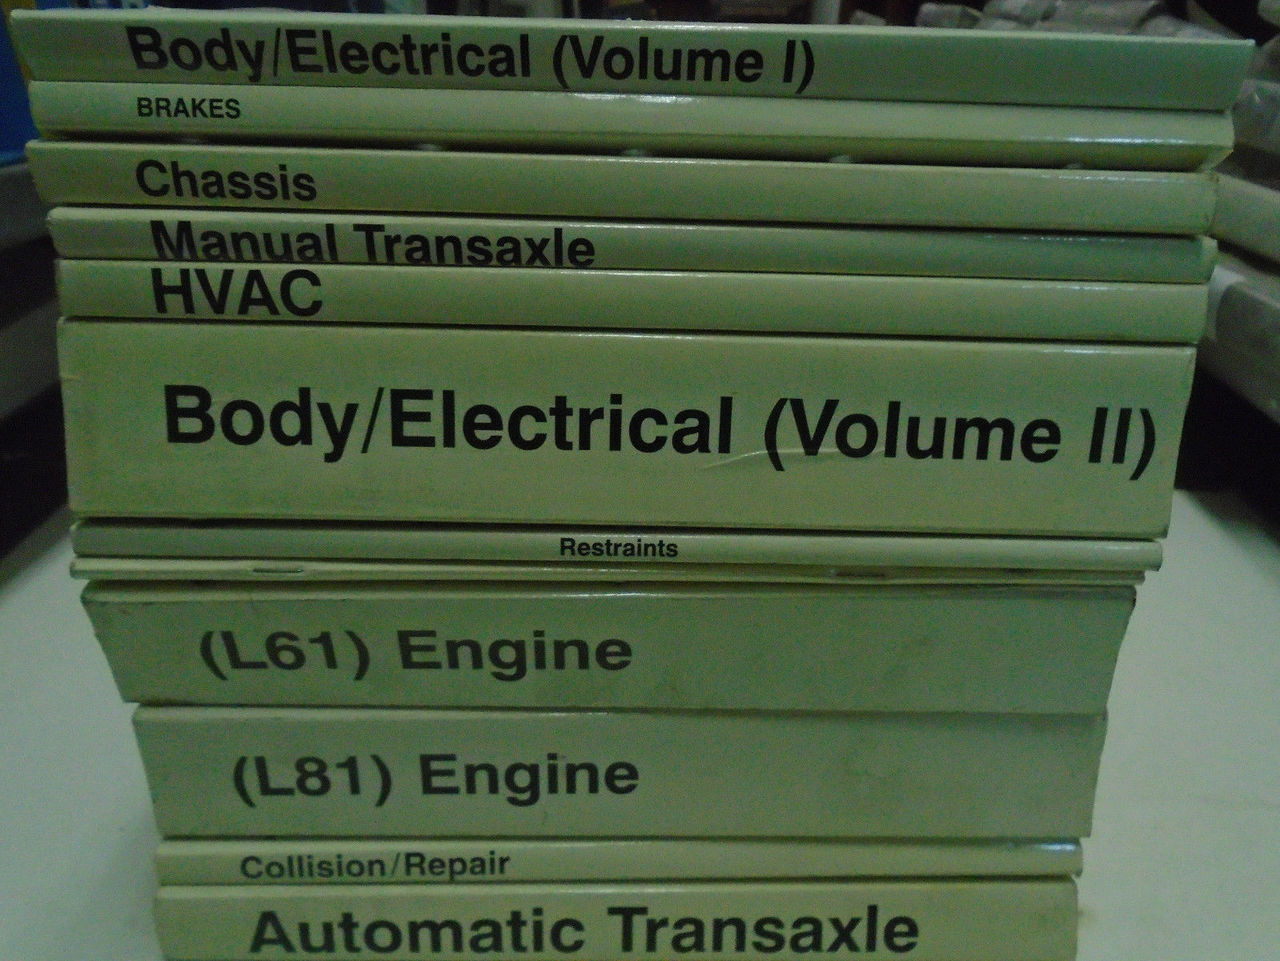 Body/Electrical (Volume I)
BRAKES
Chassis
Manual Transaxle
HVAC
Body/Electrical (Volume II)
Restraints
(L61) Engine
(L81) Engine
Collision/Repair
Automatic Transaxle